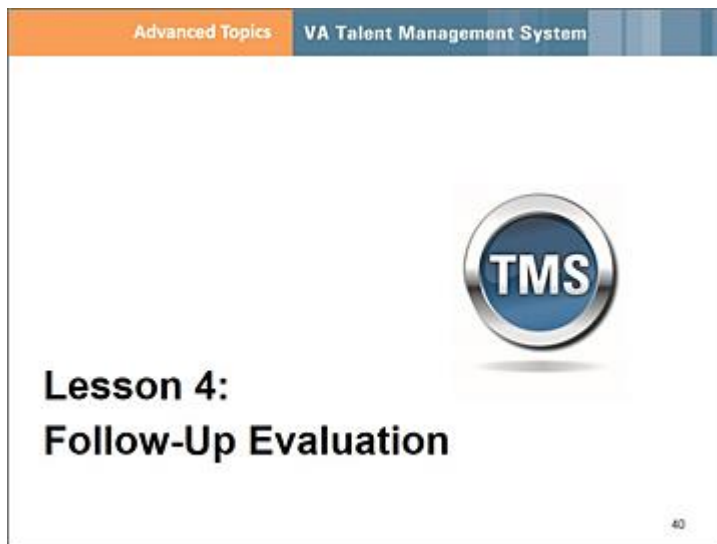 Advanced Topics VA Talent Management System
TMS
Lesson 4:
Follow-Up Evaluation
40